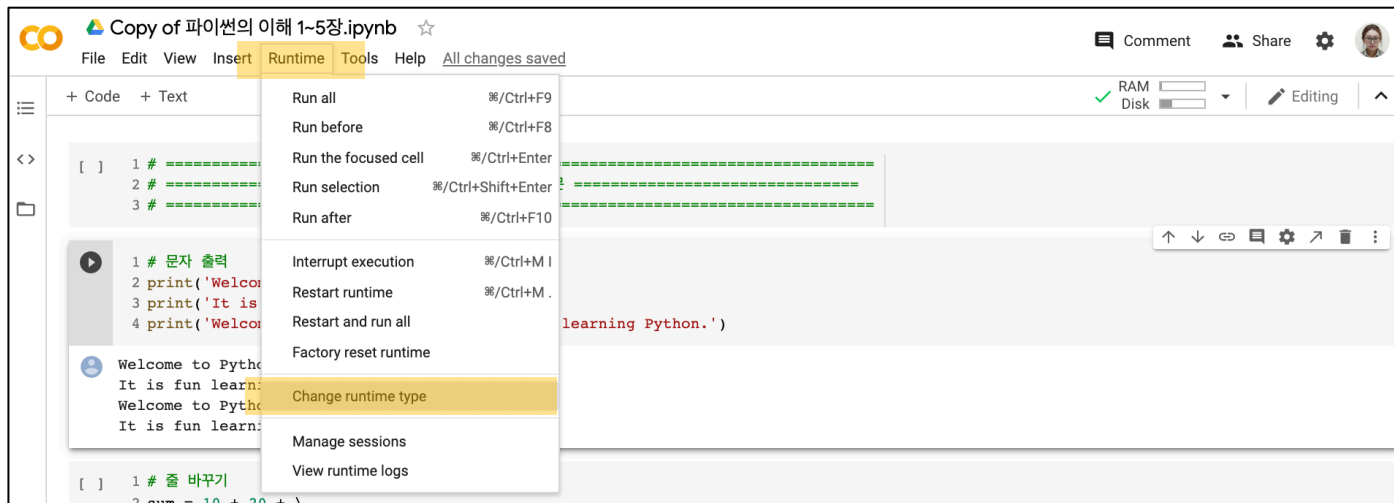 Copy of 파이썬의 이해 1~5장.ipynb
File Edit View Insert Runtime Tools Help All changes saved
Comment Share
+ Code + Text
RAM
Disk
Editing
Run all ⌘/Ctrl+F9
Run before ⌘/Ctrl+F8
Run the focused cell ⌘/Ctrl+Enter
Run selection ⌘/Ctrl+Shift+Enter
Run after ⌘/Ctrl+F10
Interrupt execution ⌘/Ctrl+M I
Restart runtime ⌘/Ctrl+M .
Restart and run all
Factory reset runtime
Change runtime type
Manage sessions
View runtime logs
[ ] 1 #
2 #
3 #
1 # 문자 출력
2 print('Welcom
3 print('It is
4 print('Welcom learning Python.')
Welcome to Pytho
It is fun learni
Welcome to Pytho
It is fun learni
[ ] 1 # 줄 바꾸기
2 sum = 10 + 20 + \